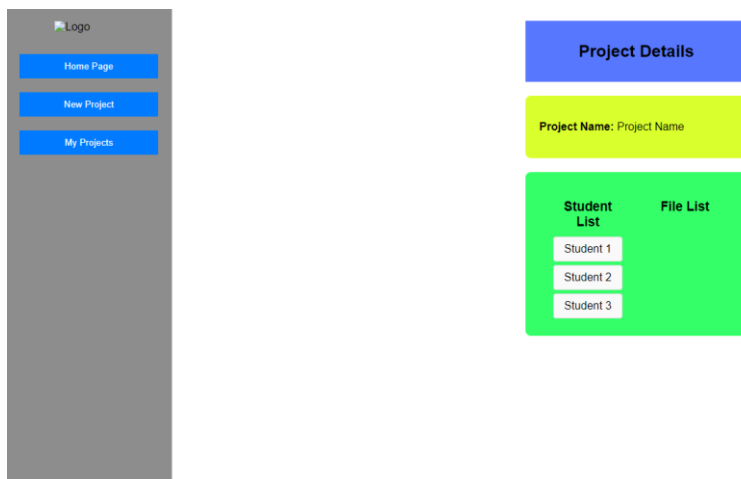 Logo
Home Page
New Project
My Projects
Project Details
Project Name: Project Name
Student
List
File List
Student 1
Student 2
Student 3